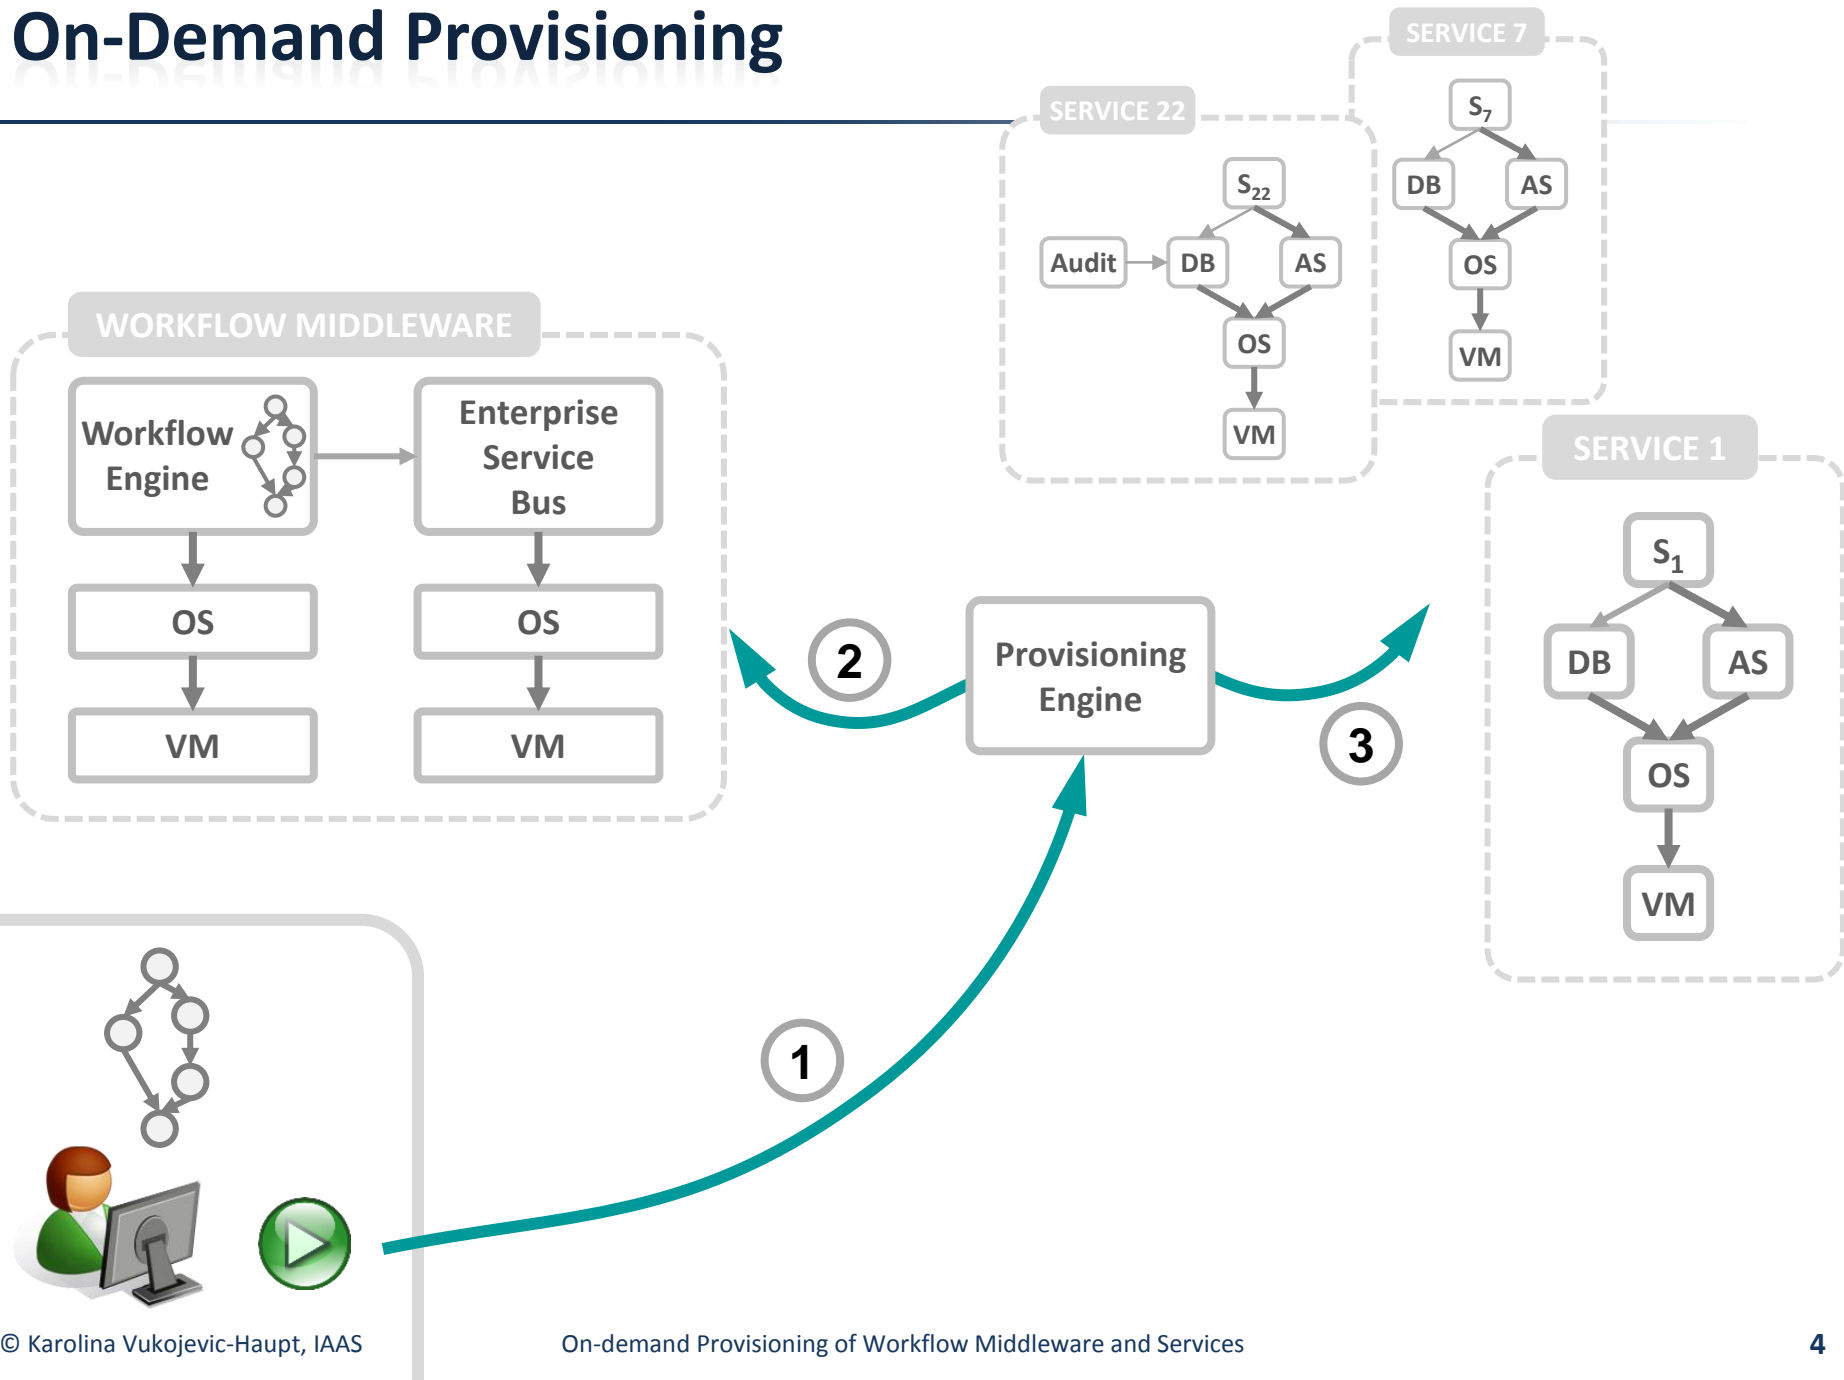 On-Demand Provisioning
SERVICE 7
S7
DB
AS
OS
VM
SERVICE 22
S22
Audit
DB
AS
OS
VM
WORKFLOW MIDDLEWARE
Workflow
Engine
Enterprise
Service
Bus
OS
OS
VM
VM
SERVICE 1
S1
DB
AS
OS
VM
2
Provisioning
Engine
3
1
© Karolina Vukojevic-Haupt, IAAS
On-demand Provisioning of Workflow Middleware and Services
4